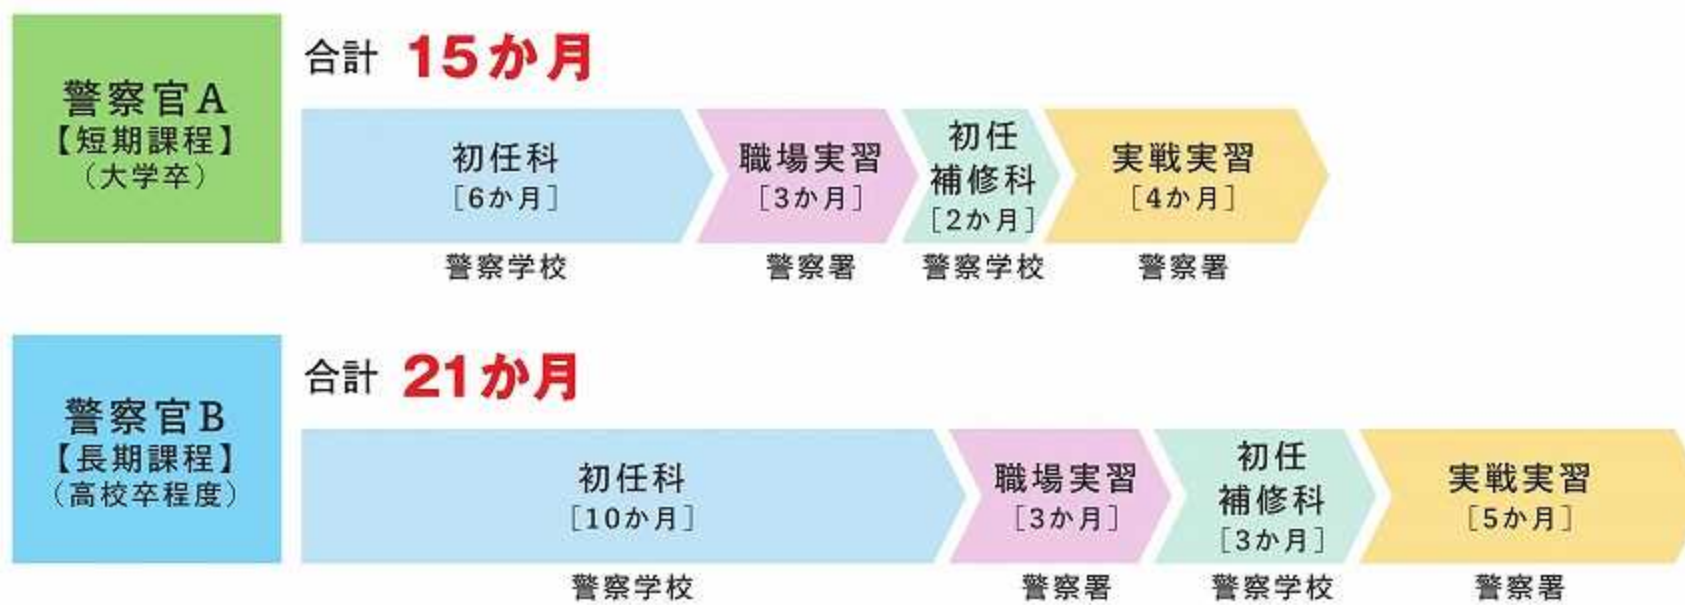 警察官A
【短期課程】
（大学卒）
合計 15か月
初任科
［6か月］
警察学校
職場実習
［3か月］
警察署
初任
補修科
［2か月］
警察学校
実戦実習
［4か月］
警察署
警察官B
【長期課程】
（高校卒程度）
合計 21か月
初任科
［10か月］
警察学校
職場実習
［3か月］
警察署
初任
補修科
［3か月］
警察学校
実戦実習
［5か月］
警察署